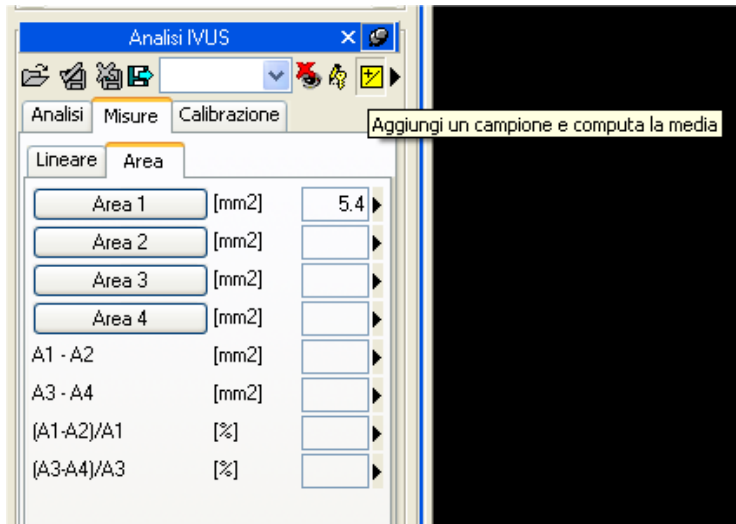 Analisi IVUS
Analisi Misure Calibrazione
Aggiungi un campione e computa la media
Lineare Area
Area 1 [mm2] 5.4
Area 2 [mm2]
Area 3 [mm2]
Area 4 [mm2]
A1 - A2 [mm2]
A3 - A4 [mm2]
(A1-A2)/A1 [%]
(A3-A4)/A3 [%]